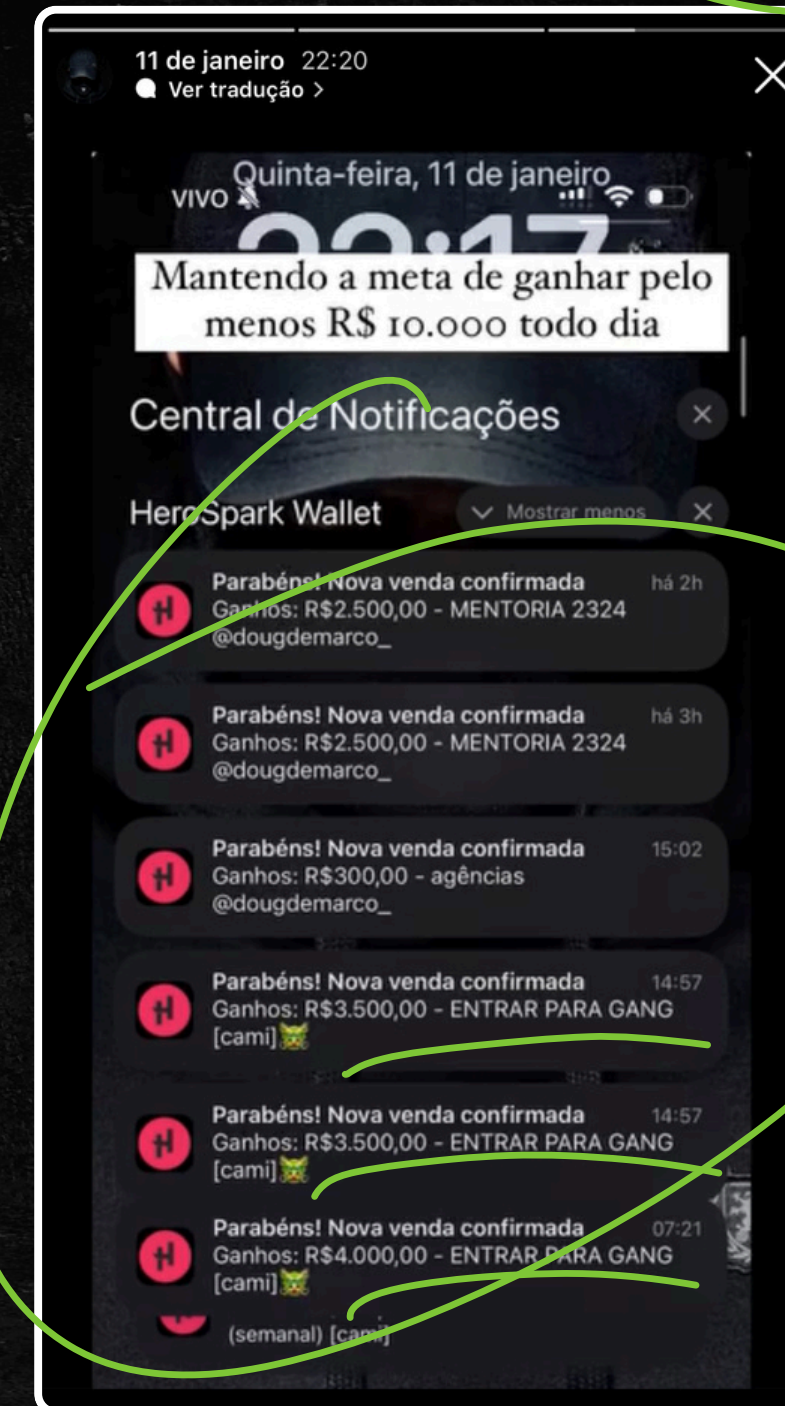 11 de janeiro 22:20
Ver tradução >
Quinta-feira, 11 de janeiro
VIVO
22:17
Mantendo a meta de ganhar pelo
menos R$ 10.000 todo dia
Central de Notificações
HeroSpark Wallet
Mostrar menos
Parabéns! Nova venda confirmada há 2h
Ganhos: R$2.500,00 - MENTORIA 2324
@dougdemarco_
Parabéns! Nova venda confirmada há 3h
Ganhos: R$2.500,00 - MENTORIA 2324
@dougdemarco_
Parabéns! Nova venda confirmada 15:02
Ganhos: R$300,00 - agências
@dougdemarco_
Parabéns! Nova venda confirmada 14:57
Ganhos: R$3.500,00 - ENTRAR PARA GANG
[cami]🐯
Parabéns! Nova venda confirmada 14:57
Ganhos: R$3.500,00 - ENTRAR PARA GANG
[cami]🐯
Parabéns! Nova venda confirmada 07:21
Ganhos: R$4.000,00 - ENTRAR PARA GANG
[cami]🐯
(semanal) [cami]